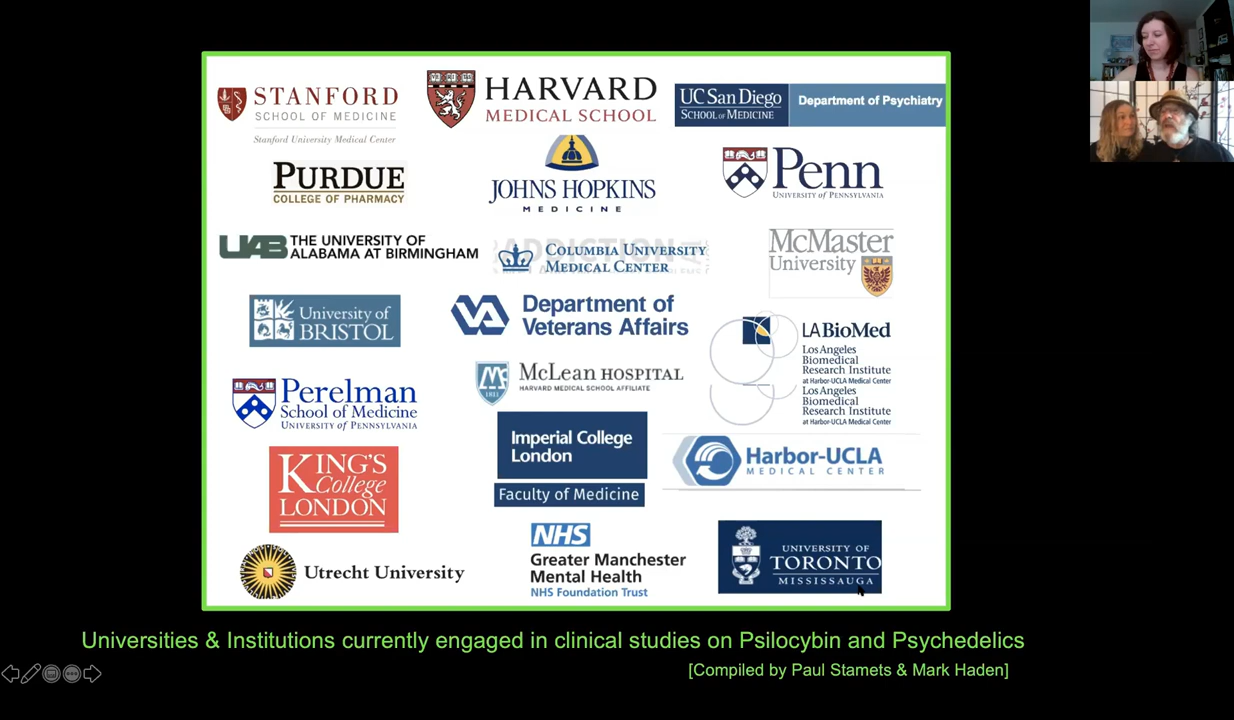 STANFORD
SCHOOL OF MEDICINE
Stanford University Medical Center
HARVARD
MEDICAL SCHOOL
UC San Diego
SCHOOL OF MEDICINE
Department of Psychiatry
PURDUE
COLLEGE OF PHARMACY
JOHNS HOPKINS
MEDICINE
Penn
UNIVERSITY OF PENNSYLVANIA
UAB THE UNIVERSITY OF
ALABAMA AT BIRMINGHAM
ADDICTION
COLUMBIA UNIVERSITY
MEDICAL CENTER
McMaster
University
University of
BRISTOL
VA
Department of
Veterans Affairs
LA BioMed
Los Angeles
Biomedical
Research Institute
at Harbor-UCLA Medical Center
Los Angeles
Biomedical
Research Institute
at Harbor-UCLA Medical Center
Perelman
School of Medicine
UNIVERSITY OF PENNSYLVANIA
McLEAN HOSPITAL
HARVARD MEDICAL SCHOOL AFFILIATE
1811
Imperial College
London
Faculty of Medicine
Harbor-UCLA
MEDICAL CENTER
KING'S
College
LONDON
Utrecht University
NHS
Greater Manchester
Mental Health
NHS Foundation Trust
UNIVERSITY OF
TORONTO
MISSISSAUGA
Universities & Institutions currently engaged in clinical studies on Psilocybin and Psychedelics
[Compiled by Paul Stamets & Mark Haden]